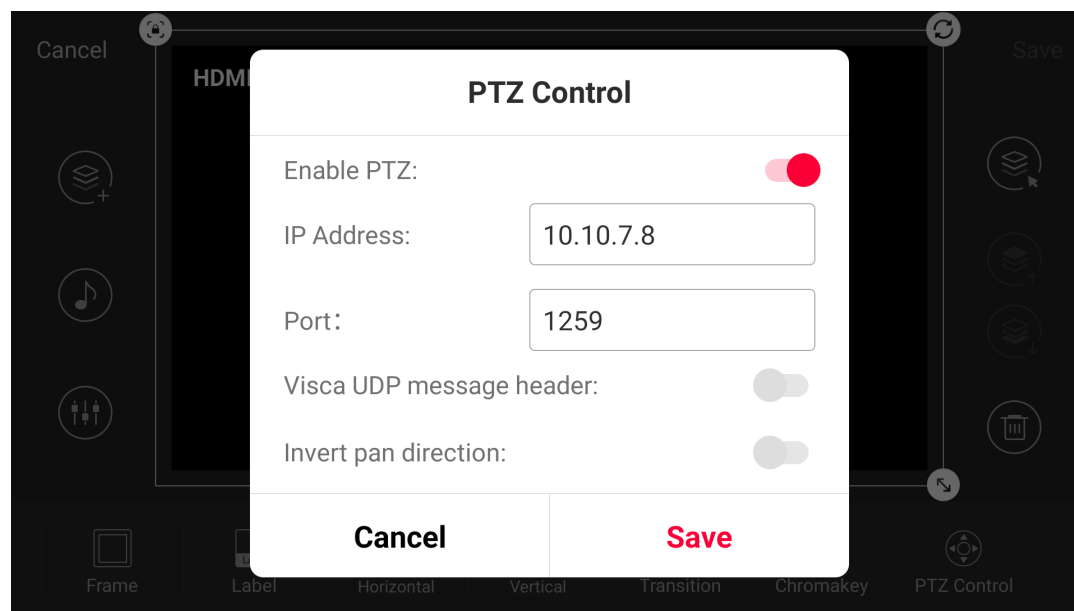 Cancel
Save
HDMI
PTZ Control
Enable PTZ:
IP Address: 10.10.7.8
Port: 1259
Visca UDP message header:
Invert pan direction:
Cancel Save
Frame Label Horizontal Vertical Transition Chromakey PTZ Control